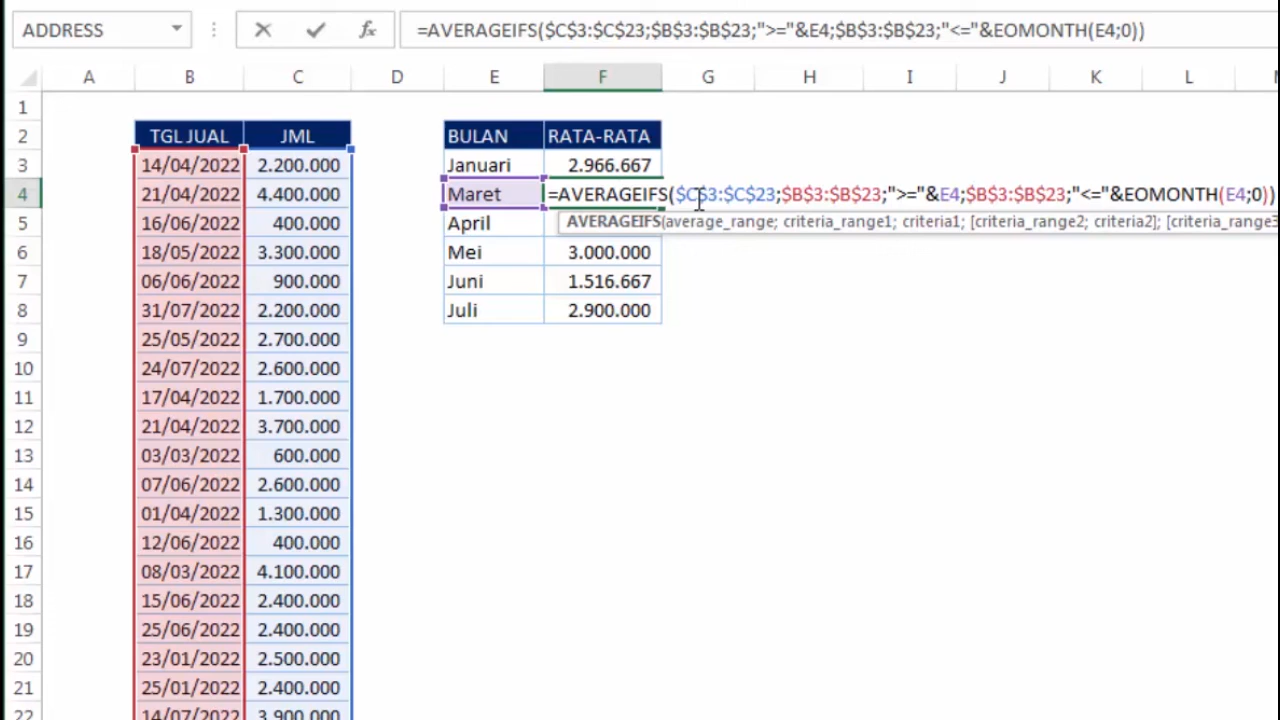 ADDRESS =AVERAGEIFS($C$3:$C$23;$B$3:$B$23;">="&E4;$B$3:$B$23;"<="&EOMONTH(E4;0))
A B C D E F G H I J K L
1
2 TGL JUAL JML BULAN RATA-RATA
3 14/04/2022 2.200.000 Januari 2.966.667
4 21/04/2022 4.400.000 Maret =AVERAGEIFS($C$3:$C$23;$B$3:$B$23;">="&E4;$B$3:$B$23;"<="&EOMONTH(E4;0))
5 16/06/2022 400.000 April AVERAGEIFS(average_range; criteria_range1; criteria1; [criteria_range2; criteria2]; [criteria_range3
6 18/05/2022 3.300.000 Mei 3.000.000
7 06/06/2022 900.000 Juni 1.516.667
8 31/07/2022 2.200.000 Juli 2.900.000
9 25/05/2022 2.700.000
10 24/07/2022 2.600.000
11 17/04/2022 1.700.000
12 21/04/2022 3.700.000
13 03/03/2022 600.000
14 07/06/2022 2.600.000
15 01/04/2022 1.300.000
16 12/06/2022 400.000
17 08/03/2022 4.100.000
18 15/06/2022 2.400.000
19 25/06/2022 2.400.000
20 23/01/2022 2.500.000
21 25/01/2022 2.400.000
22 14/07/2022 3.900.000